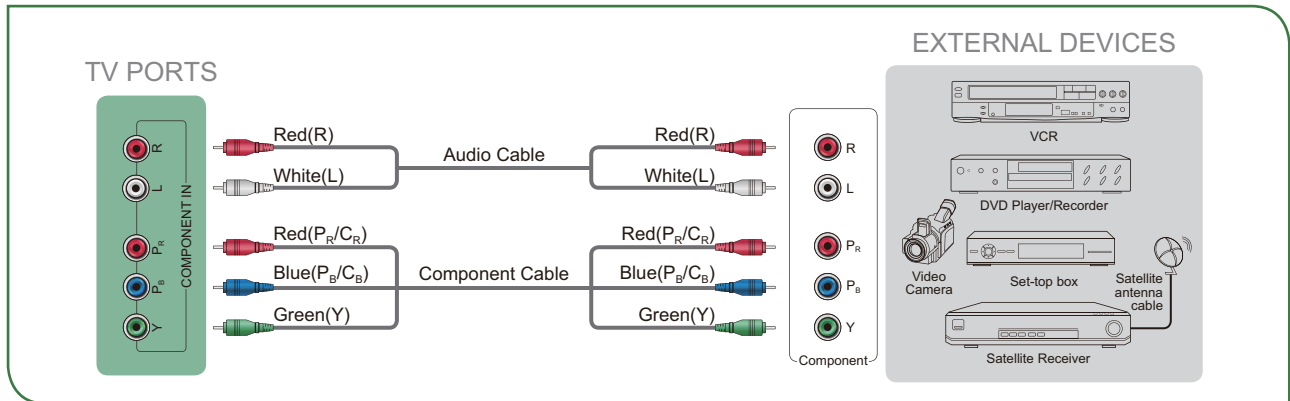 EXTERNAL DEVICES
TV PORTS
R
L
PR
PB
Y
COMPONENT IN
Red(R)
White(L)
Audio Cable
Red(R)
White(L)
Red(PR/CR)
Blue(PB/CB)
Green(Y)
Component Cable
Red(PR/CR)
Blue(PB/CB)
Green(Y)
R
L
PR
PB
Y
Component
VCR
DVD Player/Recorder
Video
Camera
Set-top box
Satellite
antenna
cable
Satellite Receiver